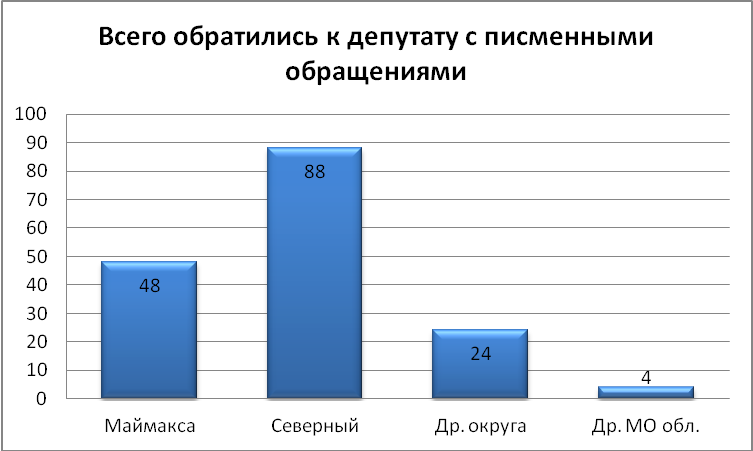 Всего обратились к депутату с писменными
обращениями
100
90
80
70
60
50
40
30
20
10
0
48
88
24
4
Маймакса
Северный
Др. округа
Др. МО обл.